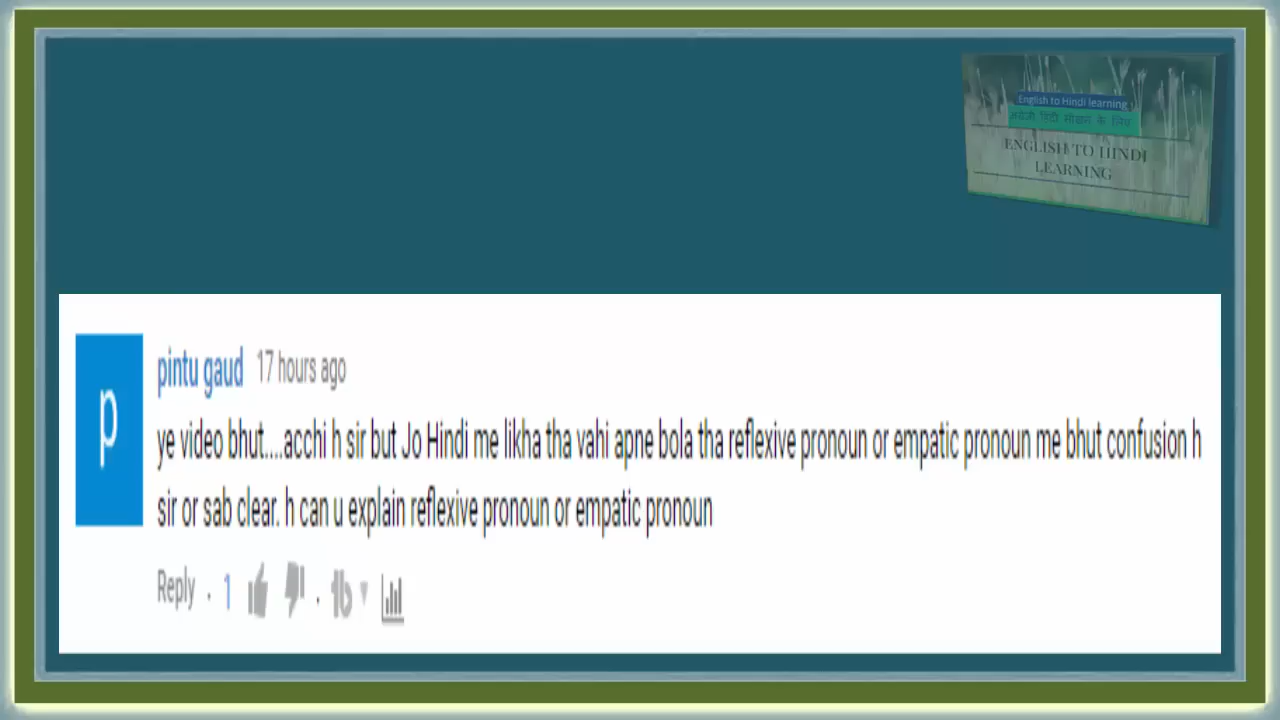 English to Hindi learning
ENGLISH TO HINDI
LEARNING
p
pintu gaud 17 hours ago
ye video bhut....acchi h sir but Jo Hindi me likha tha vahi apne bola tha reflexive pronoun or empatic pronoun me bhut confusion h
sir or sab clear. h can u explain reflexive pronoun or empatic pronoun
Reply · 1